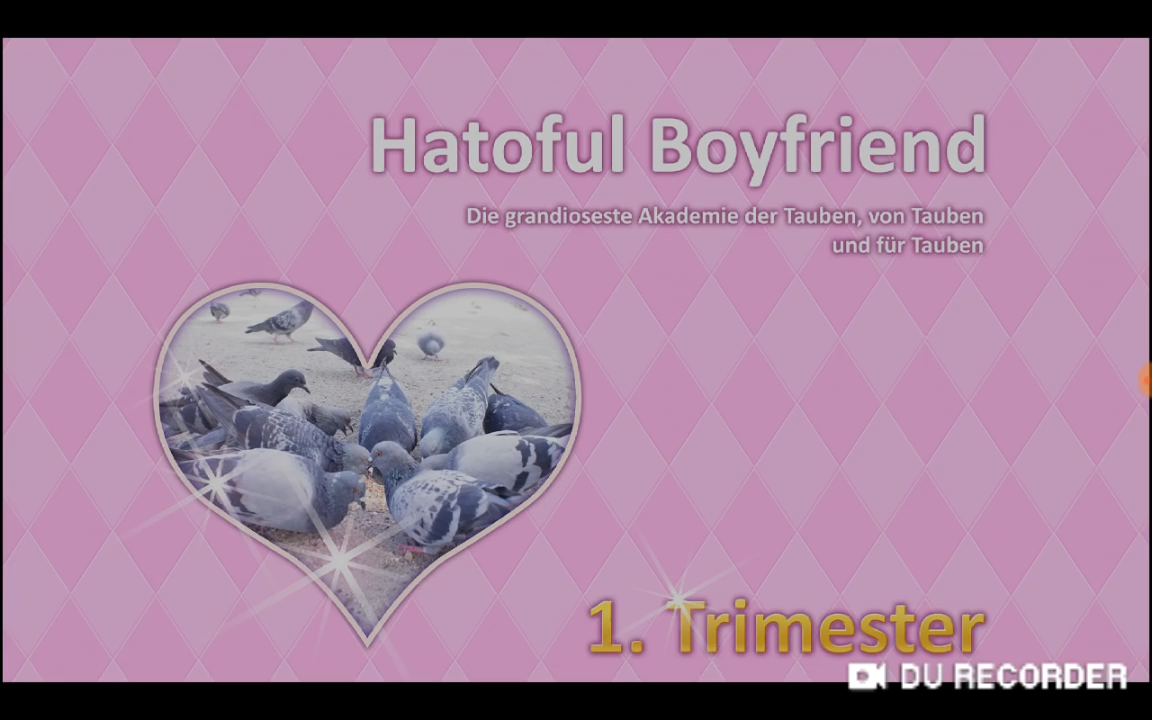 Hatoful Boyfriend
Die grandioseste Akademie der Tauben, von Tauben
und für Tauben
1. Trimester
DU RECORDER